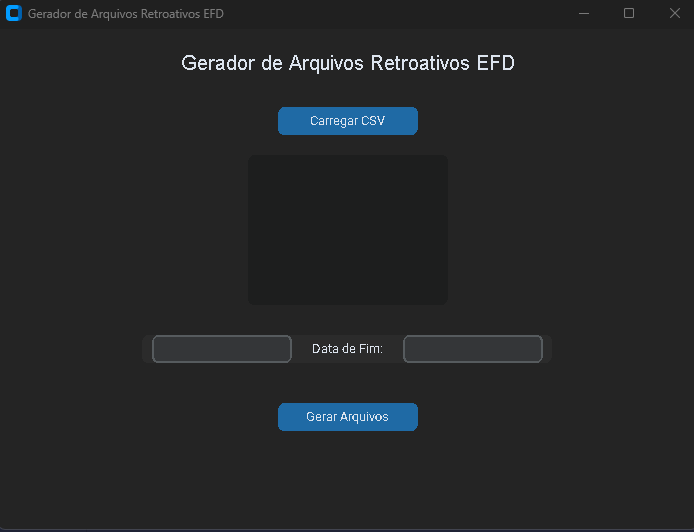 Gerador de Arquivos Retroativos EFD
Gerador de Arquivos Retroativos EFD
Carregar CSV
Data de Fim:
Gerar Arquivos